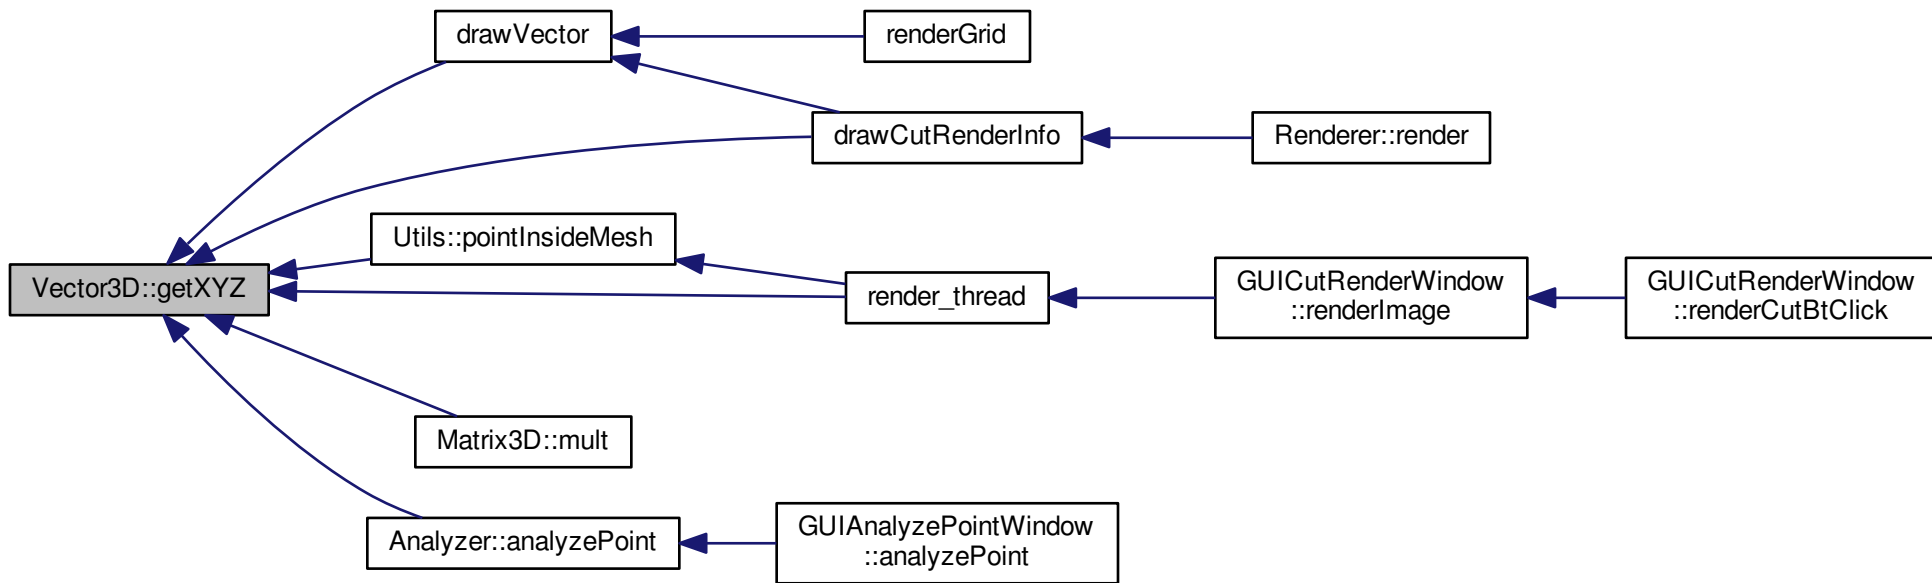 drawVector
renderGrid
drawCutRenderInfo
Renderer::render
Utils::pointInsideMesh
Vector3D::getXYZ
render_thread
GUICutRenderWindow
::renderImage
GUICutRenderWindow
::renderCutBtClick
Matrix3D::mult
Analyzer::analyzePoint
GUIAnalyzePointWindow
::analyzePoint